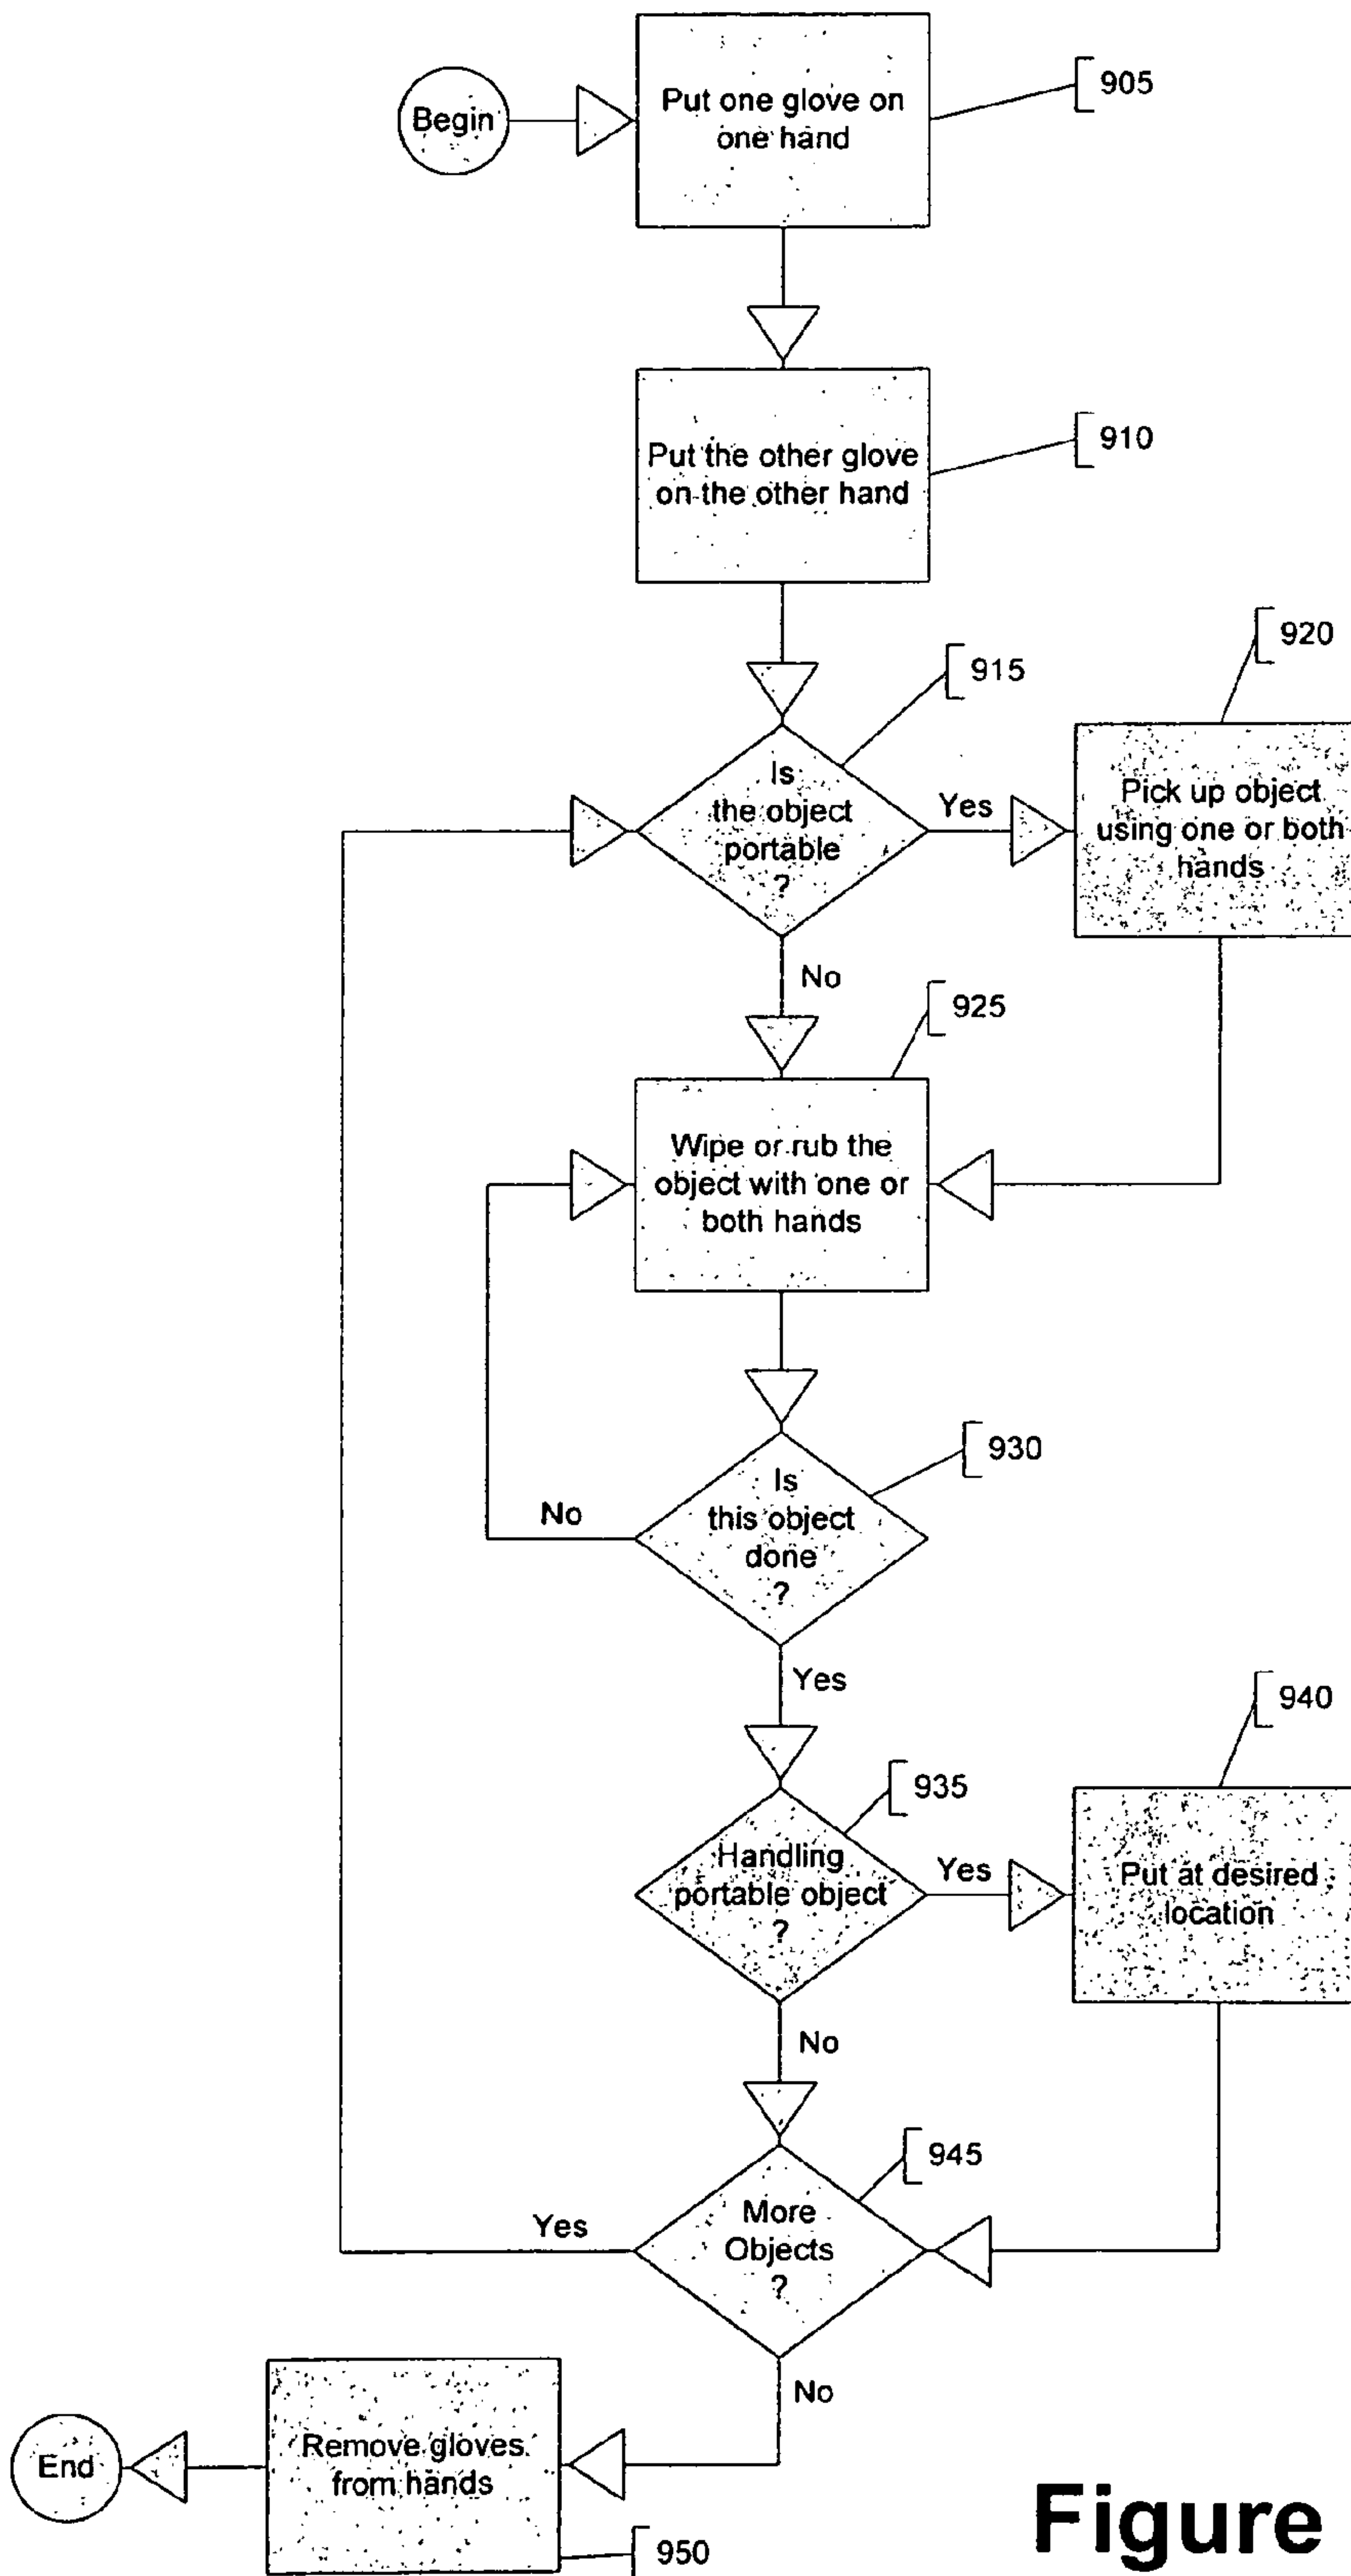 Begin
Put one glove on
one hand
905
Put the other glove
on the other hand
910
Is
the object
portable
?
915
Yes
Pick up object
using one or both
hands
920
No
Wipe or rub the
object with one or
both hands
925
Is
this object
done
?
930
No
Yes
Handling
portable object
?
935
Yes
Put at desired
location
940
No
More
Objects
?
945
Yes
No
Remove gloves
from hands
950
End
Figure